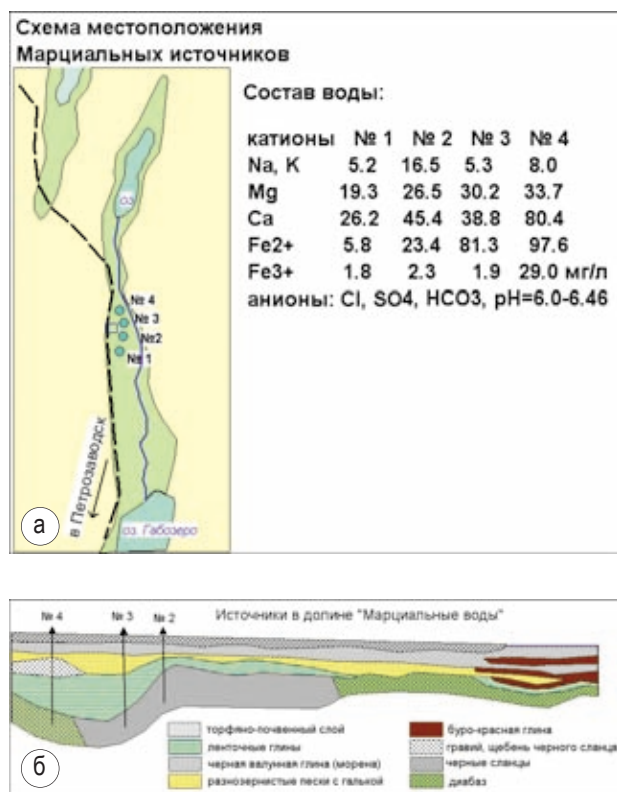 Схема местоположения
Марциальных источников
Состав воды:
катионы № 1 № 2 № 3 № 4
Na, K 5.2 16.5 5.3 8.0
Mg 19.3 26.5 30.2 33.7
Ca 26.2 45.4 38.8 80.4
Fe2+ 5.8 23.4 81.3 97.6
Fe3+ 1.8 2.3 1.9 29.0 мг/л
анионы: Cl, SO4, HCO3, pH=6.0-6.46
оз.
№ 4
№ 3
№2
№ 1
в Петрозаводск
оз. Габозеро
а
№ 4 № 3 № 2 Источники в долине "Марциальные воды"
торфяно-почвенный слой
ленточные глины
черная валунная глина (морена)
разнозернистые пески с галькой
буро-красная глина
гравий, щебень черного сланца
черные сланцы
диабаз
б